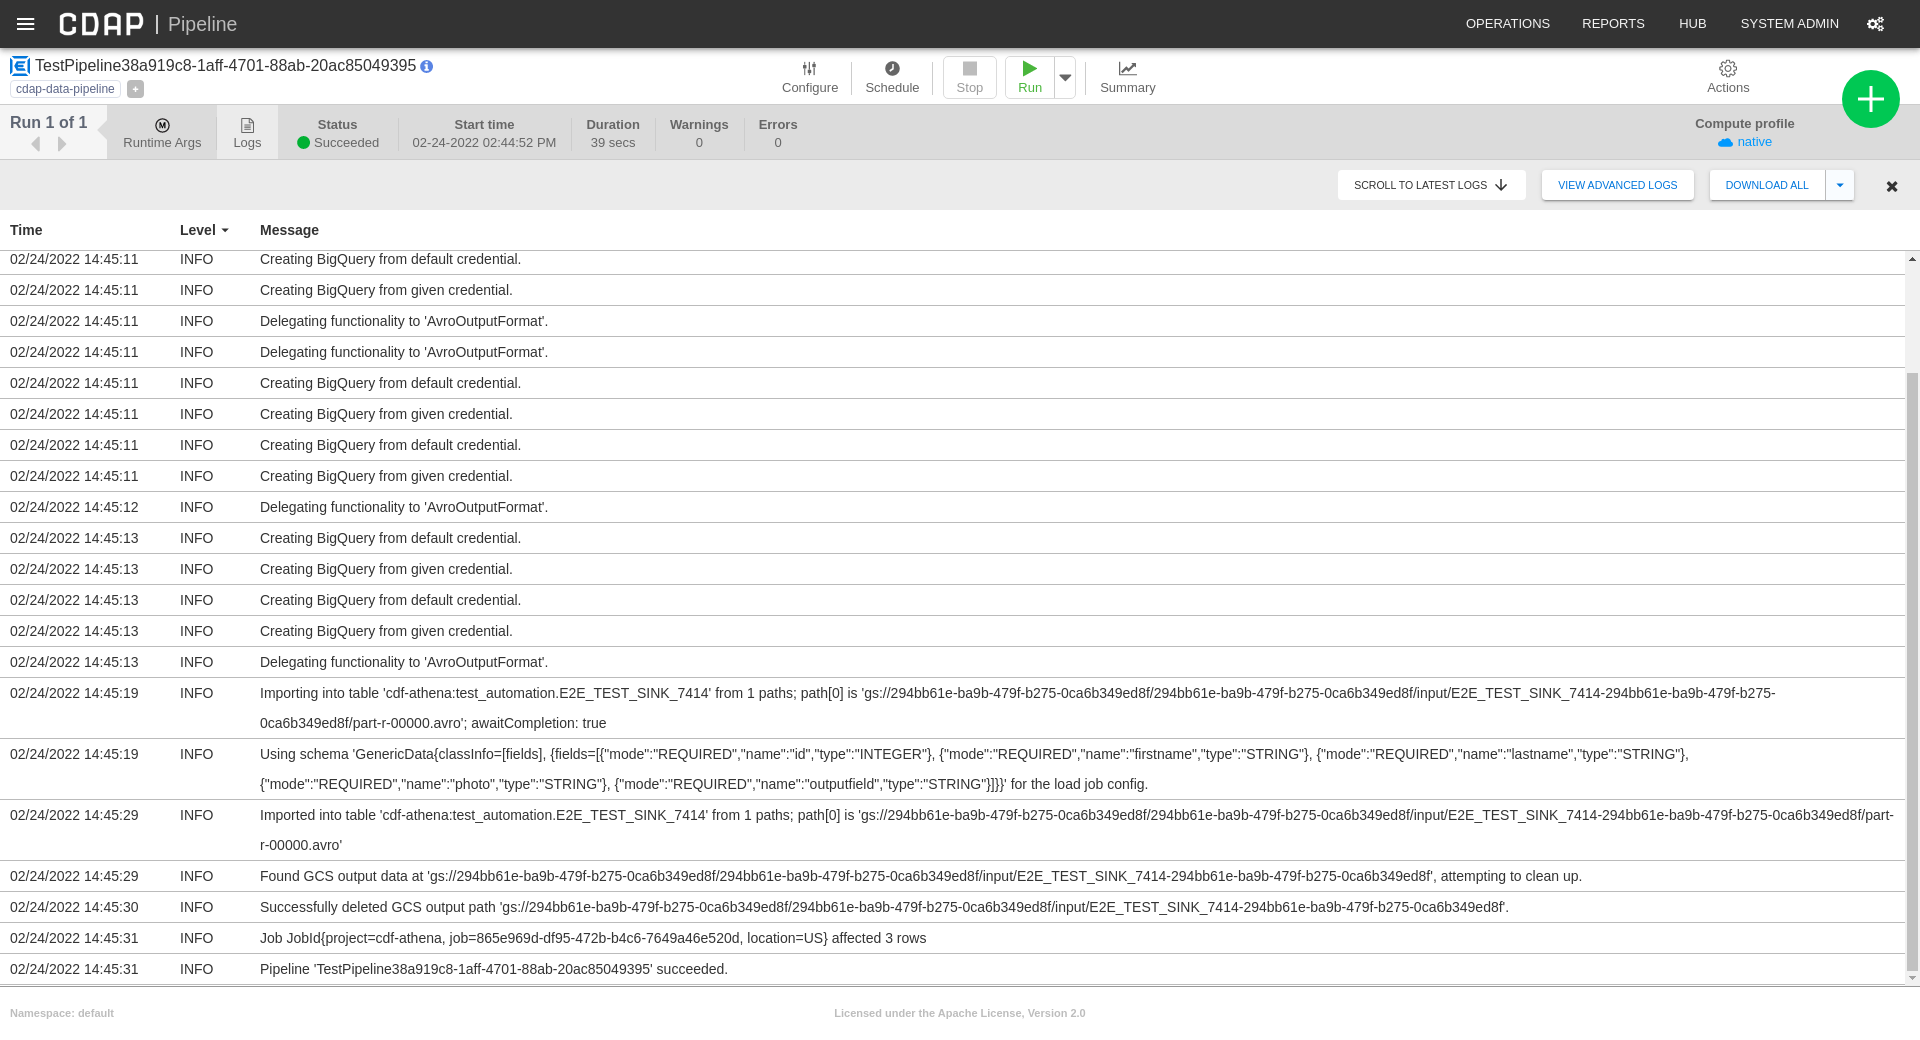 CDAP | Pipeline
OPERATIONS
REPORTS
HUB
SYSTEM ADMIN
TestPipeline38a919c8-1aff-4701-88ab-20ac85049395
cdap-data-pipeline
+
Configure
Schedule
Stop
Run
Summary
Actions
Run 1 of 1
Runtime Args
Logs
Status
Succeeded
Start time
02-24-2022 02:44:52 PM
Duration
39 secs
Warnings
0
Errors
0
Compute profile
native
SCROLL TO LATEST LOGS
VIEW ADVANCED LOGS
DOWNLOAD ALL
Time Level Message
02/24/2022 14:45:11 INFO Creating BigQuery from default credential.
02/24/2022 14:45:11 INFO Creating BigQuery from given credential.
02/24/2022 14:45:11 INFO Delegating functionality to 'AvroOutputFormat'.
02/24/2022 14:45:11 INFO Delegating functionality to 'AvroOutputFormat'.
02/24/2022 14:45:11 INFO Creating BigQuery from default credential.
02/24/2022 14:45:11 INFO Creating BigQuery from given credential.
02/24/2022 14:45:11 INFO Creating BigQuery from default credential.
02/24/2022 14:45:11 INFO Creating BigQuery from given credential.
02/24/2022 14:45:12 INFO Delegating functionality to 'AvroOutputFormat'.
02/24/2022 14:45:13 INFO Creating BigQuery from default credential.
02/24/2022 14:45:13 INFO Creating BigQuery from given credential.
02/24/2022 14:45:13 INFO Creating BigQuery from default credential.
02/24/2022 14:45:13 INFO Creating BigQuery from given credential.
02/24/2022 14:45:13 INFO Delegating functionality to 'AvroOutputFormat'.
02/24/2022 14:45:19 INFO Importing into table 'cdf-athena:test_automation.E2E_TEST_SINK_7414' from 1 paths; path[0] is 'gs://294bb61e-ba9b-479f-b275-0ca6b349ed8f/294bb61e-ba9b-479f-b275-0ca6b349ed8f/input/E2E_TEST_SINK_7414-294bb61e-ba9b-479f-b275-
0ca6b349ed8f/part-r-00000.avro'; awaitCompletion: true
02/24/2022 14:45:19 INFO Using schema 'GenericData{classInfo=[fields], {fields=[{"mode":"REQUIRED","name":"id","type":"INTEGER"}, {"mode":"REQUIRED","name":"firstname","type":"STRING"}, {"mode":"REQUIRED","name":"lastname","type":"STRING"},
{"mode":"REQUIRED","name":"photo","type":"STRING"}, {"mode":"REQUIRED","name":"outputfield","type":"STRING"}]}}' for the load job config.
02/24/2022 14:45:29 INFO Imported into table 'cdf-athena:test_automation.E2E_TEST_SINK_7414' from 1 paths; path[0] is 'gs://294bb61e-ba9b-479f-b275-0ca6b349ed8f/294bb61e-ba9b-479f-b275-0ca6b349ed8f/input/E2E_TEST_SINK_7414-294bb61e-ba9b-479f-b275-0ca6b349ed8f/part-
r-00000.avro'
02/24/2022 14:45:29 INFO Found GCS output data at 'gs://294bb61e-ba9b-479f-b275-0ca6b349ed8f/294bb61e-ba9b-479f-b275-0ca6b349ed8f/input/E2E_TEST_SINK_7414-294bb61e-ba9b-479f-b275-0ca6b349ed8f', attempting to clean up.
02/24/2022 14:45:30 INFO Successfully deleted GCS output path 'gs://294bb61e-ba9b-479f-b275-0ca6b349ed8f/294bb61e-ba9b-479f-b275-0ca6b349ed8f/input/E2E_TEST_SINK_7414-294bb61e-ba9b-479f-b275-0ca6b349ed8f'.
02/24/2022 14:45:31 INFO Job JobId{project=cdf-athena, job=865e969d-df95-472b-b4c6-7649a46e520d, location=US} affected 3 rows
02/24/2022 14:45:31 INFO Pipeline 'TestPipeline38a919c8-1aff-4701-88ab-20ac85049395' succeeded.
Namespace: default
Licensed under the Apache License, Version 2.0